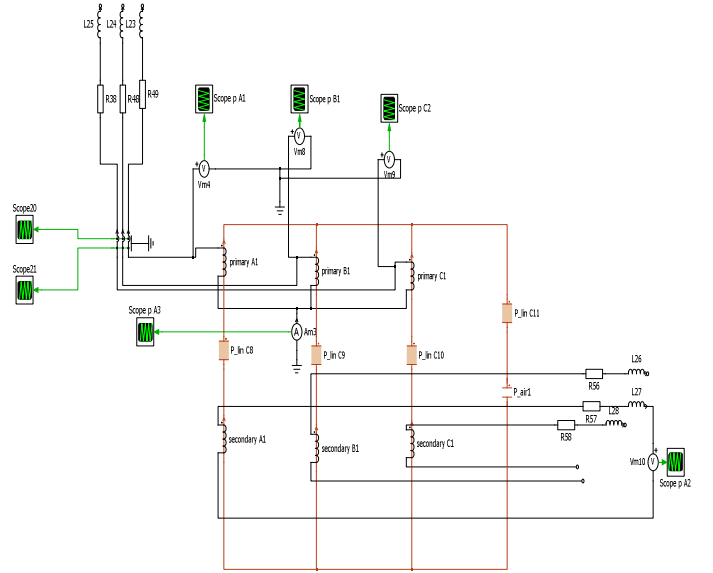 L25
L24
L23
R38
R48
R49
Scope p A1
Scope p B1
Scope p C2
+
V
Vm4
+
V
Vm8
+
V
Vm9
Scope20
Scope21
primary A1
primary B1
primary C1
Scope p A3
A
Am3
P_lin C11
P_lin C8
P_lin C9
P_lin C10
P_air1
L26
R56
L27
R57
L28
R58
secondary A1
secondary B1
secondary C1
+
Vm10
V
Scope p A2